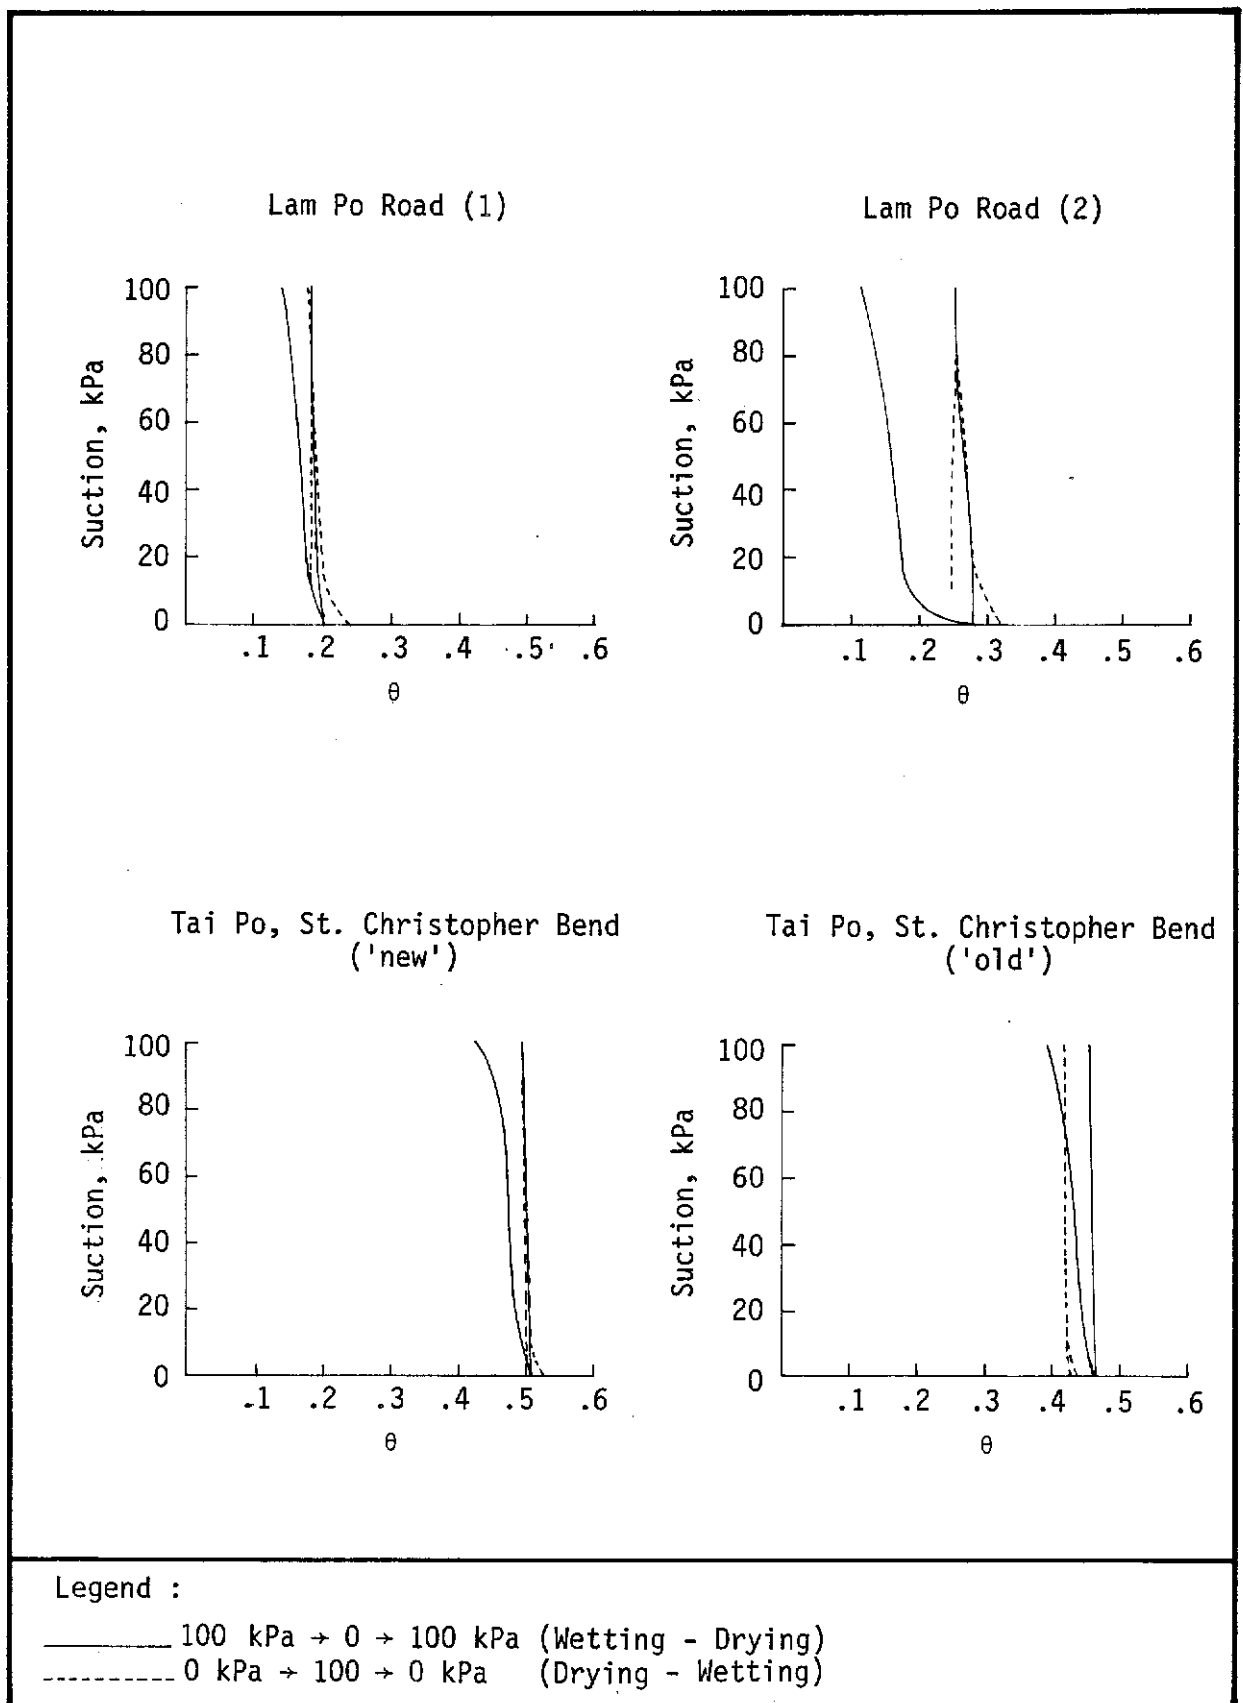 Lam Po Road (1)
100
80
60
40
20
0
Suction, kPa
.1 .2 .3 .4 .5 .6
θ
Lam Po Road (2)
100
80
60
40
20
0
Suction, kPa
.1 .2 .3 .4 .5 .6
θ
Tai Po, St. Christopher Bend
('new')
100
80
60
40
20
0
Suction, kPa
.1 .2 .3 .4 .5 .6
θ
Tai Po, St. Christopher Bend
('old')
100
80
60
40
20
0
Suction, kPa
.1 .2 .3 .4 .5 .6
θ
Legend :
100 kPa → 0 → 100 kPa (Wetting - Drying)
0 kPa → 100 → 0 kPa (Drying - Wetting)